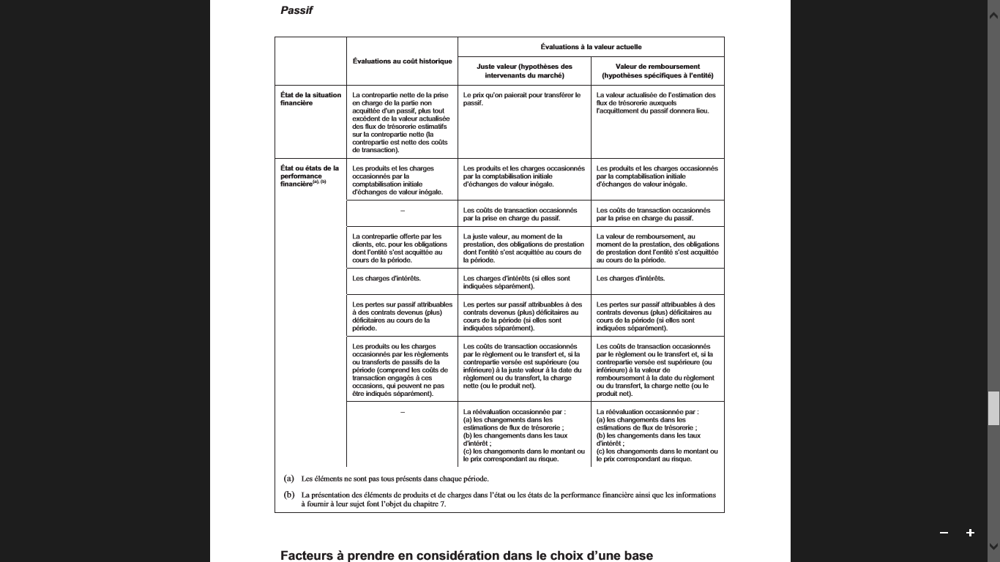 Passif
Évaluations à la valeur actuelle
Évaluations au coût historique
Juste valeur (hypothèses des
intervenants du marché)
Valeur de remboursement
(hypothèses spécifiques à l'entité)
État de la situation
financière
La contrepartie nette de la prise
en charge de la partie non
acquittée d'un passif, plus tout
excédent de la valeur actualisée
des flux de trésorerie estimatifs
sur la contrepartie nette (la
contrepartie est nette des coûts
de transaction).
Le prix qu'on paierait pour transférer le
passif.
La valeur actualisée de l'estimation des
flux de trésorerie auxquels
l'acquittement du passif donnera lieu.
État ou états de la
performance
financière(a), (b)
Les produits et les charges
occasionnés par la
comptabilisation initiale
d'échanges de valeur inégale.
Les produits et les charges occasionnés
par la comptabilisation initiale
d'échanges de valeur inégale.
Les produits et les charges occasionnés
par la comptabilisation initiale
d'échanges de valeur inégale.
–
Les coûts de transaction occasionnés
par la prise en charge du passif.
Les coûts de transaction occasionnés
par la prise en charge du passif.
La contrepartie offerte par les
clients, etc. pour les obligations
dont l'entité s'est acquittée au
cours de la période.
La juste valeur, au moment de la
prestation, des obligations de prestation
dont l'entité s'est acquittée au cours de
la période.
La valeur de remboursement, au
moment de la prestation, des obligations
de prestation dont l'entité s'est acquittée
au cours de la période.
Les charges d'intérêts.
Les charges d'intérêts (si elles sont
indiquées séparément).
Les charges d'intérêts.
Les pertes sur passif attribuables
à des contrats devenus (plus)
déficitaires au cours de la
période.
Les pertes sur passif attribuables à des
contrats devenus (plus) déficitaires au
cours de la période (si elles sont
indiquées séparément).
Les pertes sur passif attribuables à des
contrats devenus (plus) déficitaires au
cours de la période (si elles sont
indiquées séparément).
Les produits ou les charges
occasionnés par les règlements
ou transferts de passifs de la
période (comprend les coûts de
transaction engagés à ces
occasions, qui peuvent ne pas
être indiqués séparément).
Les coûts de transaction occasionnés
par le règlement ou le transfert et, si la
contrepartie versée est supérieure (ou
inférieure) à la juste valeur à la date du
règlement ou du transfert, la charge
nette (ou le produit net).
Les coûts de transaction occasionnés
par le règlement ou le transfert et, si la
contrepartie versée est supérieure (ou
inférieure) à la valeur de
remboursement à la date du règlement
ou du transfert, la charge nette (ou le
produit net).
–
La réévaluation occasionnée par :
(a) les changements dans les
estimations de flux de trésorerie ;
(b) les changements dans les taux
d'intérêt ;
(c) les changements dans le montant ou
le prix correspondant au risque.
La réévaluation occasionnée par :
(a) les changements dans les
estimations de flux de trésorerie ;
(b) les changements dans les taux
d'intérêt ;
(c) les changements dans le montant ou
le prix correspondant au risque.
(a) Les éléments ne sont pas tous présents dans chaque période.
(b) La présentation des éléments de produits et de charges dans l'état ou les états de la performance financière ainsi que les informations
à fournir à leur sujet font l'objet du chapitre 7.
Facteurs à prendre en considération dans le choix d'une base